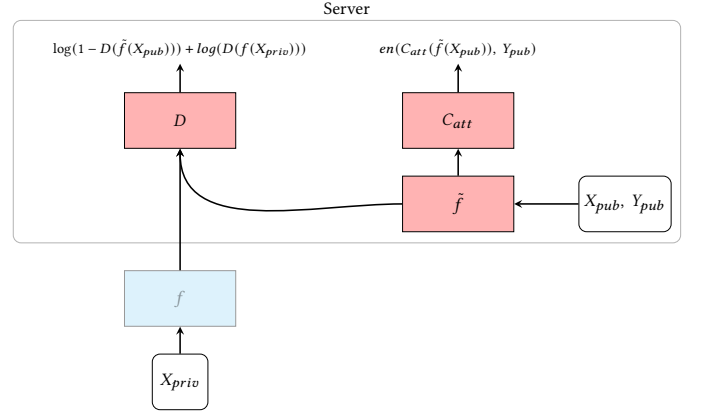 Server
log(1 − D(f̃(X_pub))) + log(D(f(X_priv)))
en(C_att(f̃(X_pub)), Y_pub)
D
C_att
f̃
X_pub, Y_pub
f
X_priv